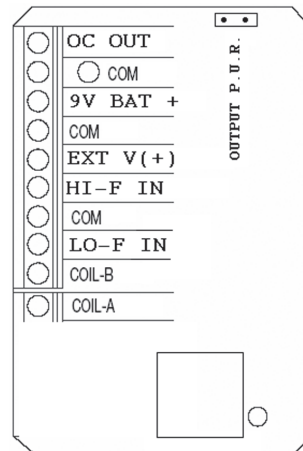 OC OUT
COM
9V BAT +
COM
EXT V(+)
HI-F IN
COM
LO-F IN
COIL-B
COIL-A
OUTPUT P.U.R.